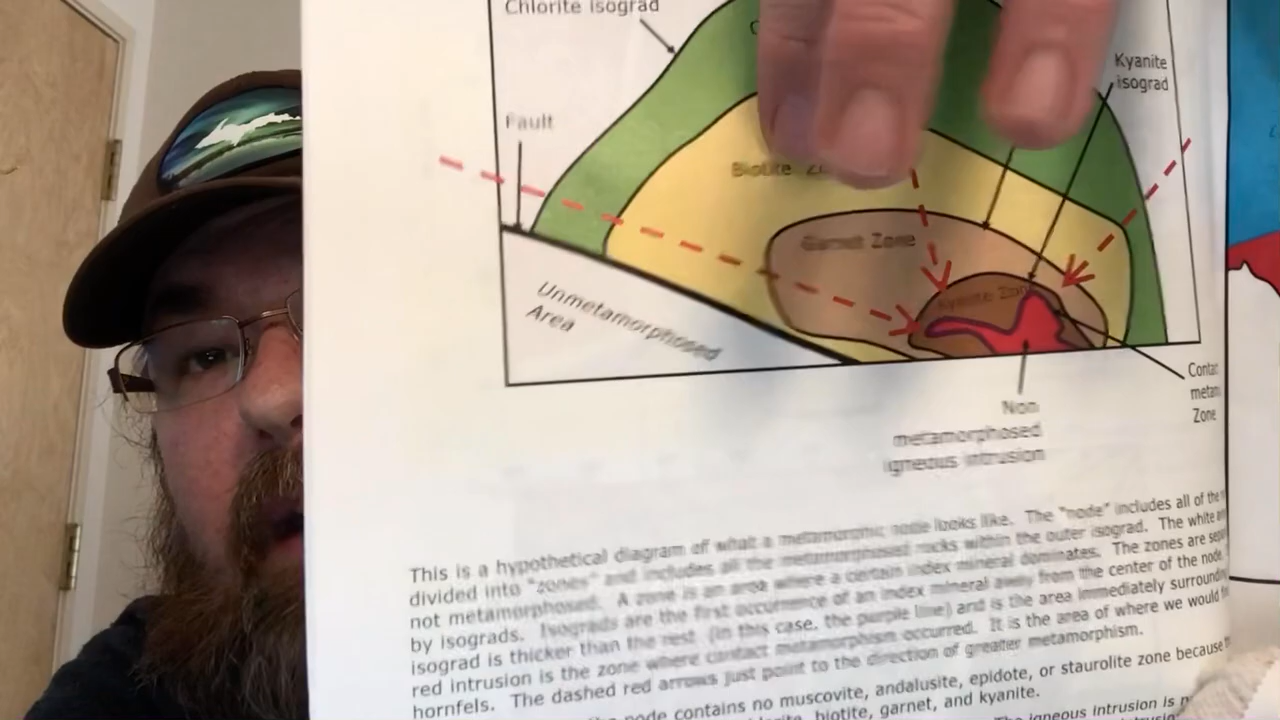 Chlorite isograd
Kyanite
isograd
Fault
Biotite
Garnet Zone
Kyanite Zone
Unmetamorphosed
Area
Non
metamorphosed
igneous intrusion
Zone
This is a hypothetical diagram of what a metamorphic node looks like. The "node" includes all of the
divided into "zones" and includes all the metamorphosed rocks within the outer isograd. The white
not metamorphosed. A zone is an area where a certain index mineral dominates. The zones are
by isograds. Isograds are the first occurrence of an index mineral away from the center of the node.
isograd is thicker than the rest (in this case, the purple line) and is the area immediately
red intrusion is the zone where contact metamorphism occurred. It is the area of where we would
hornfels. The dashed red arrows just point to the direction of greater metamorphism.
node contains no muscovite, andalusite, epidote, or staurolite zone because
biotite, garnet, and kyanite.
igneous intrusion is